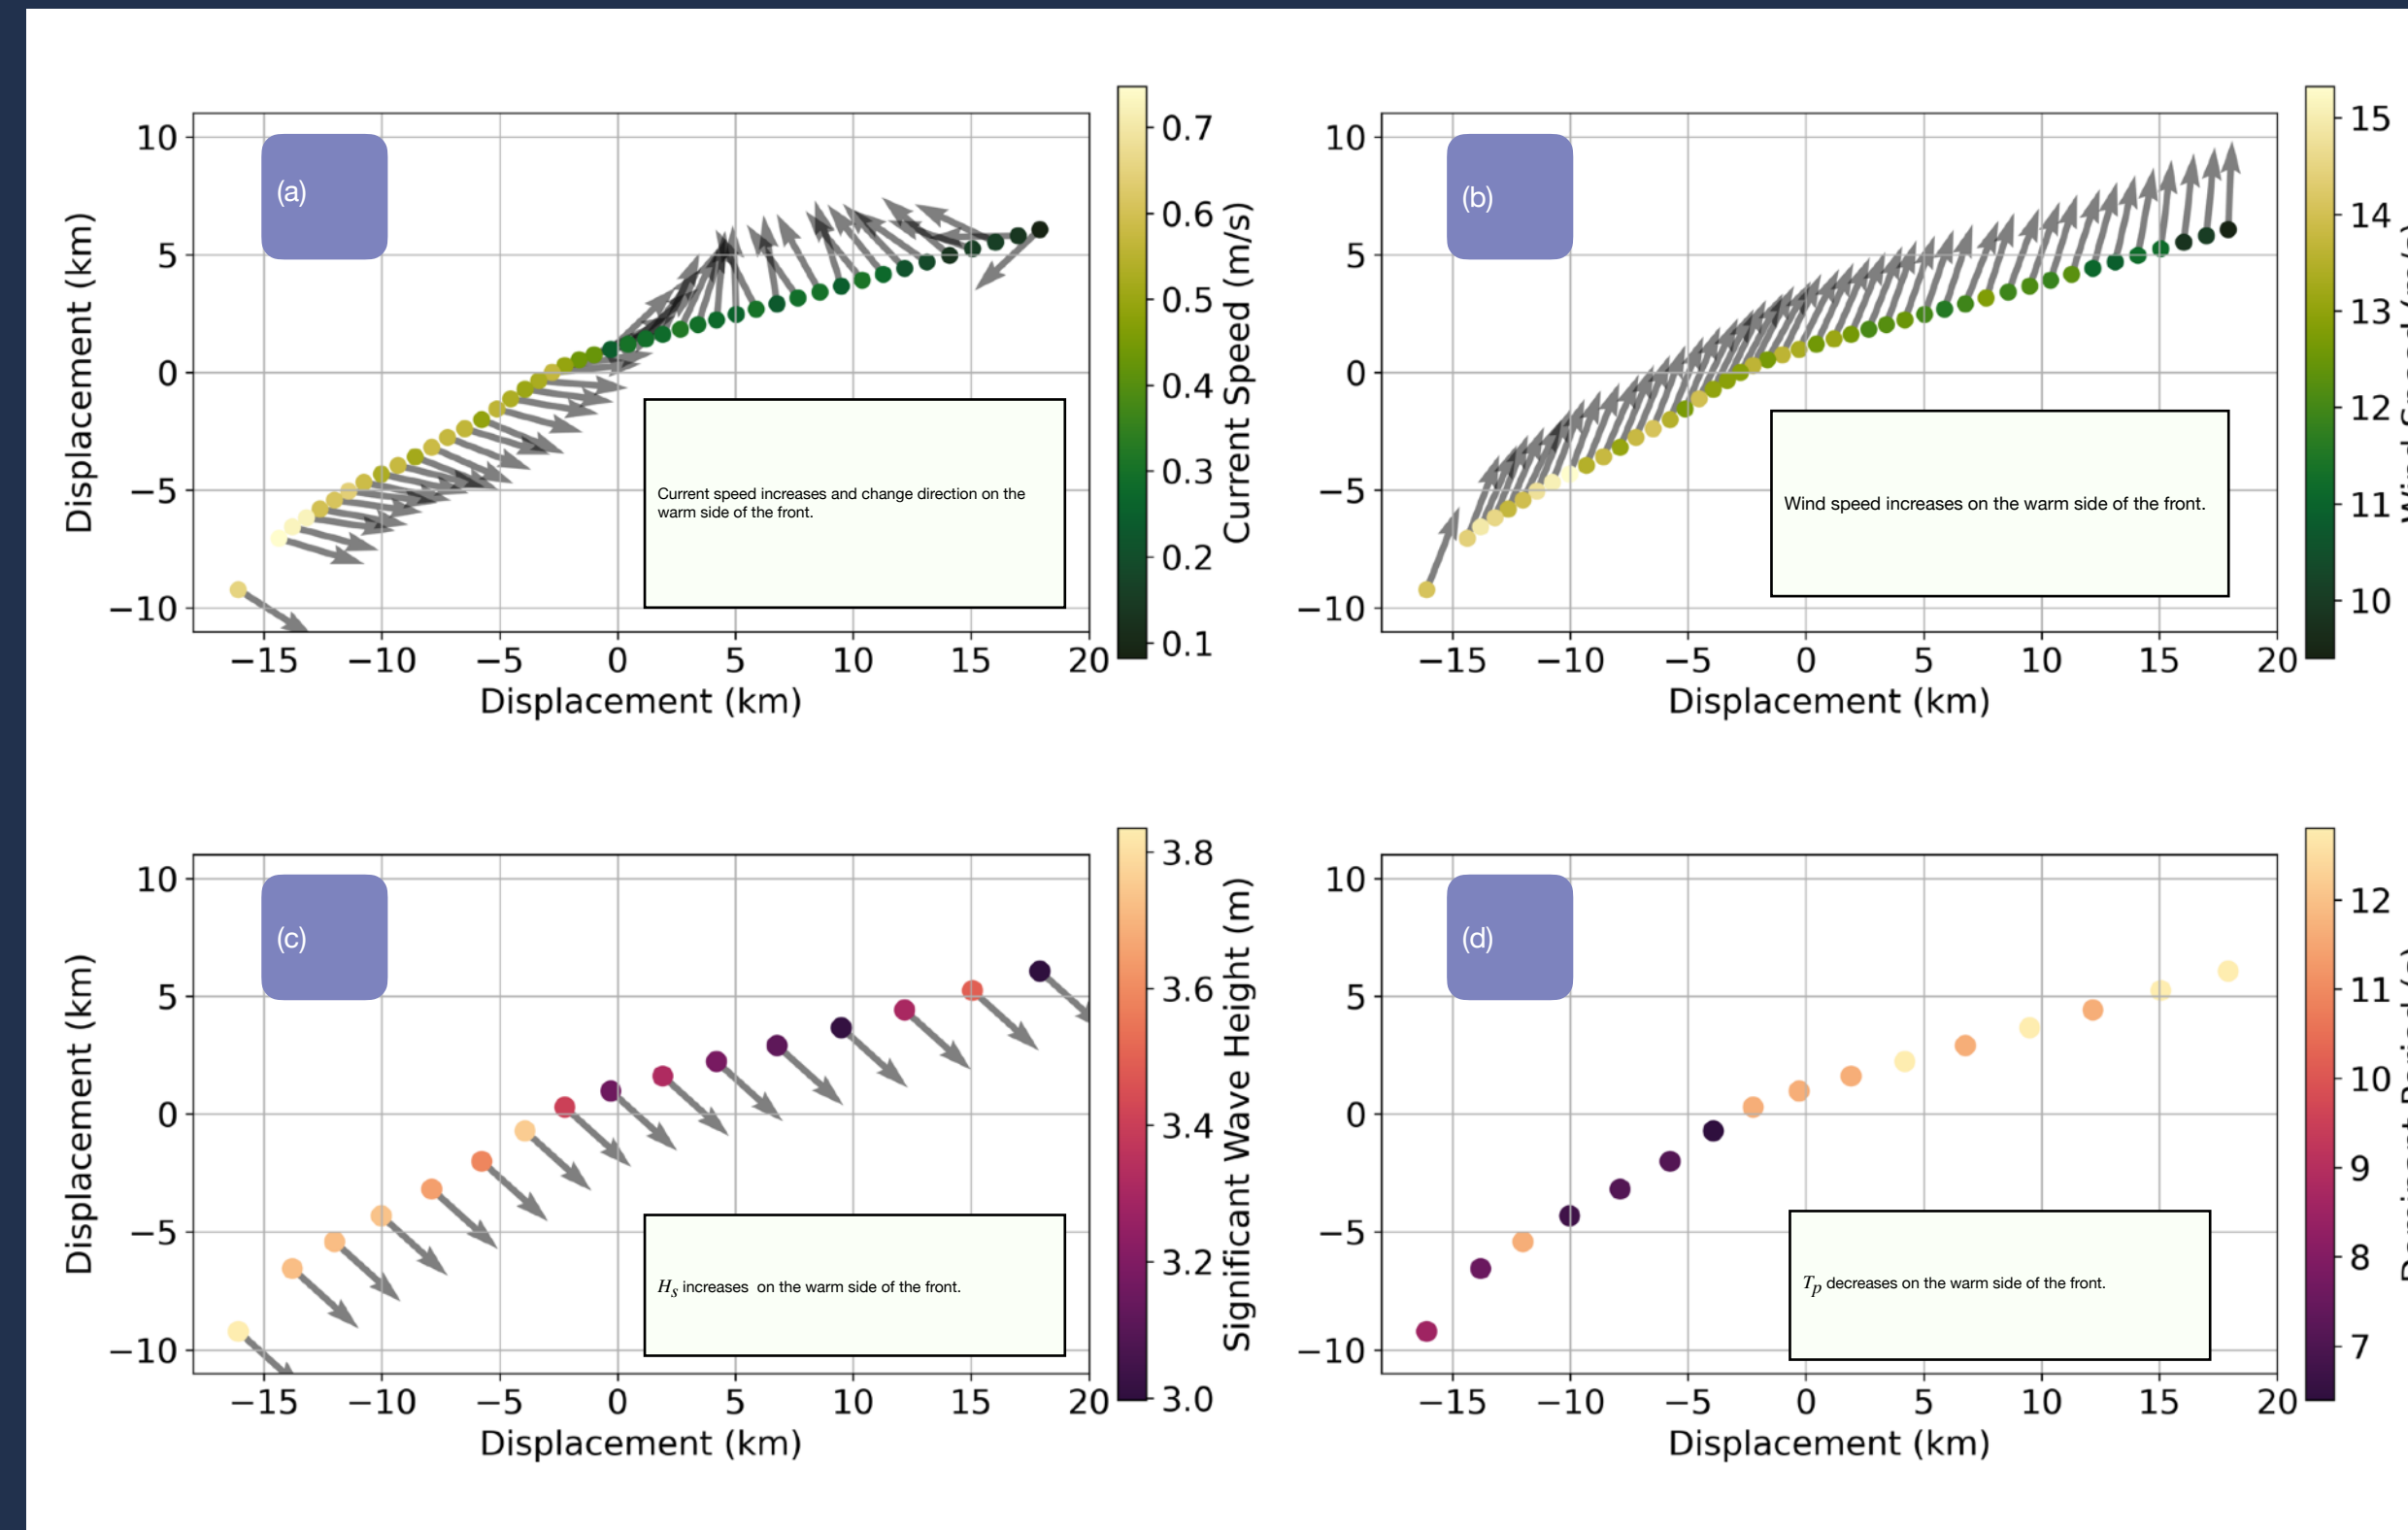 (a)
10
5
0
−5
−10
Displacement (km)
−15 −10 −5 0 5 10 15 20
Displacement (km)
Current speed increases and change direction on the
warm side of the front.
0.7
0.6
0.5
0.4
0.3
0.2
0.1
Current Speed (m/s)
(b)
10
5
0
−5
−10
−15 −10 −5 0 5 10 15 20
Displacement (km)
Wind speed increases on the warm side of the front.
15
14
13
12
11
10
(c)
10
5
0
−5
−10
Displacement (km)
−15 −10 −5 0 5 10 15 20
Displacement (km)
Hs increases on the warm side of the front.
3.8
3.6
3.4
3.2
3.0
Significant Wave Height (m)
(d)
10
5
0
−5
−10
−15 −10 −5 0 5 10 15 20
Displacement (km)
Tp decreases on the warm side of the front.
12
11
10
9
8
7